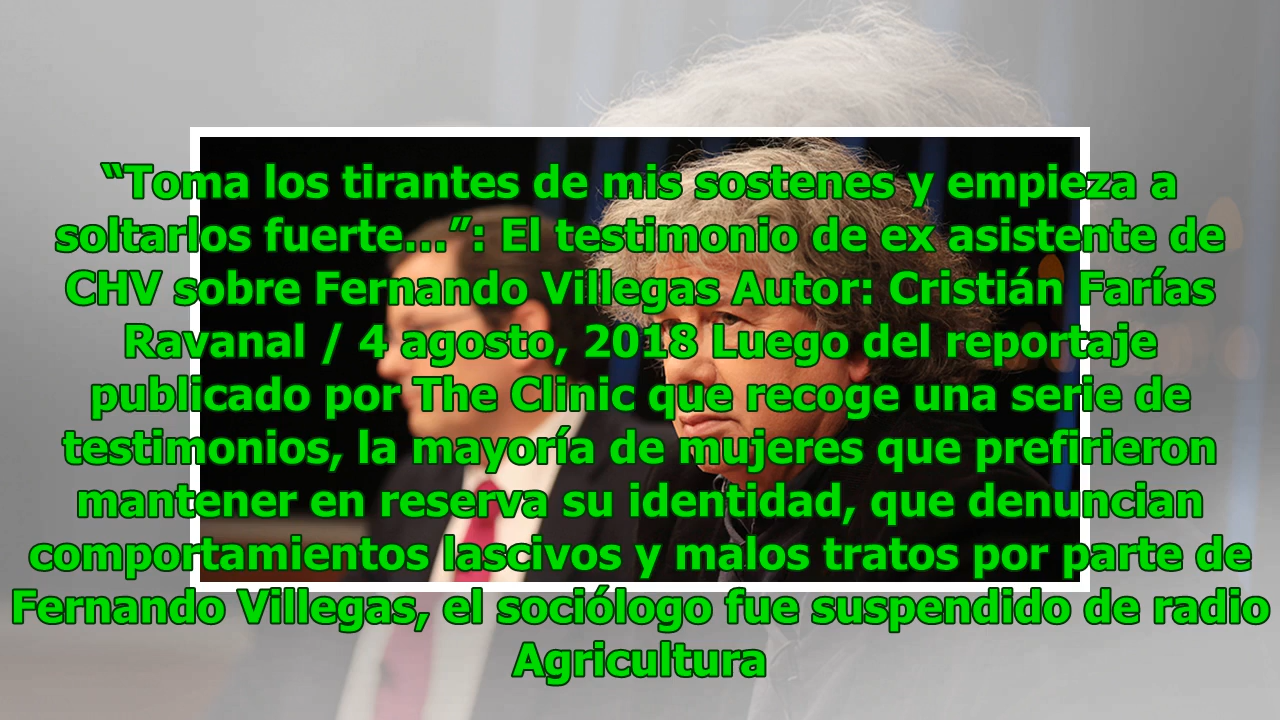 “Toma los tirantes de mis sostenes y empieza a
soltarlos fuerte...”: El testimonio de ex asistente de
CHV sobre Fernando Villegas Autor: Cristián Farías
Ravanal / 4 agosto, 2018 Luego del reportaje
publicado por The Clinic que recoge una serie de
testimonios, la mayoría de mujeres que prefirieron
mantener en reserva su identidad, que denuncian
comportamientos lascivos y malos tratos por parte de
Fernando Villegas, el sociólogo fue suspendido de radio
Agricultura